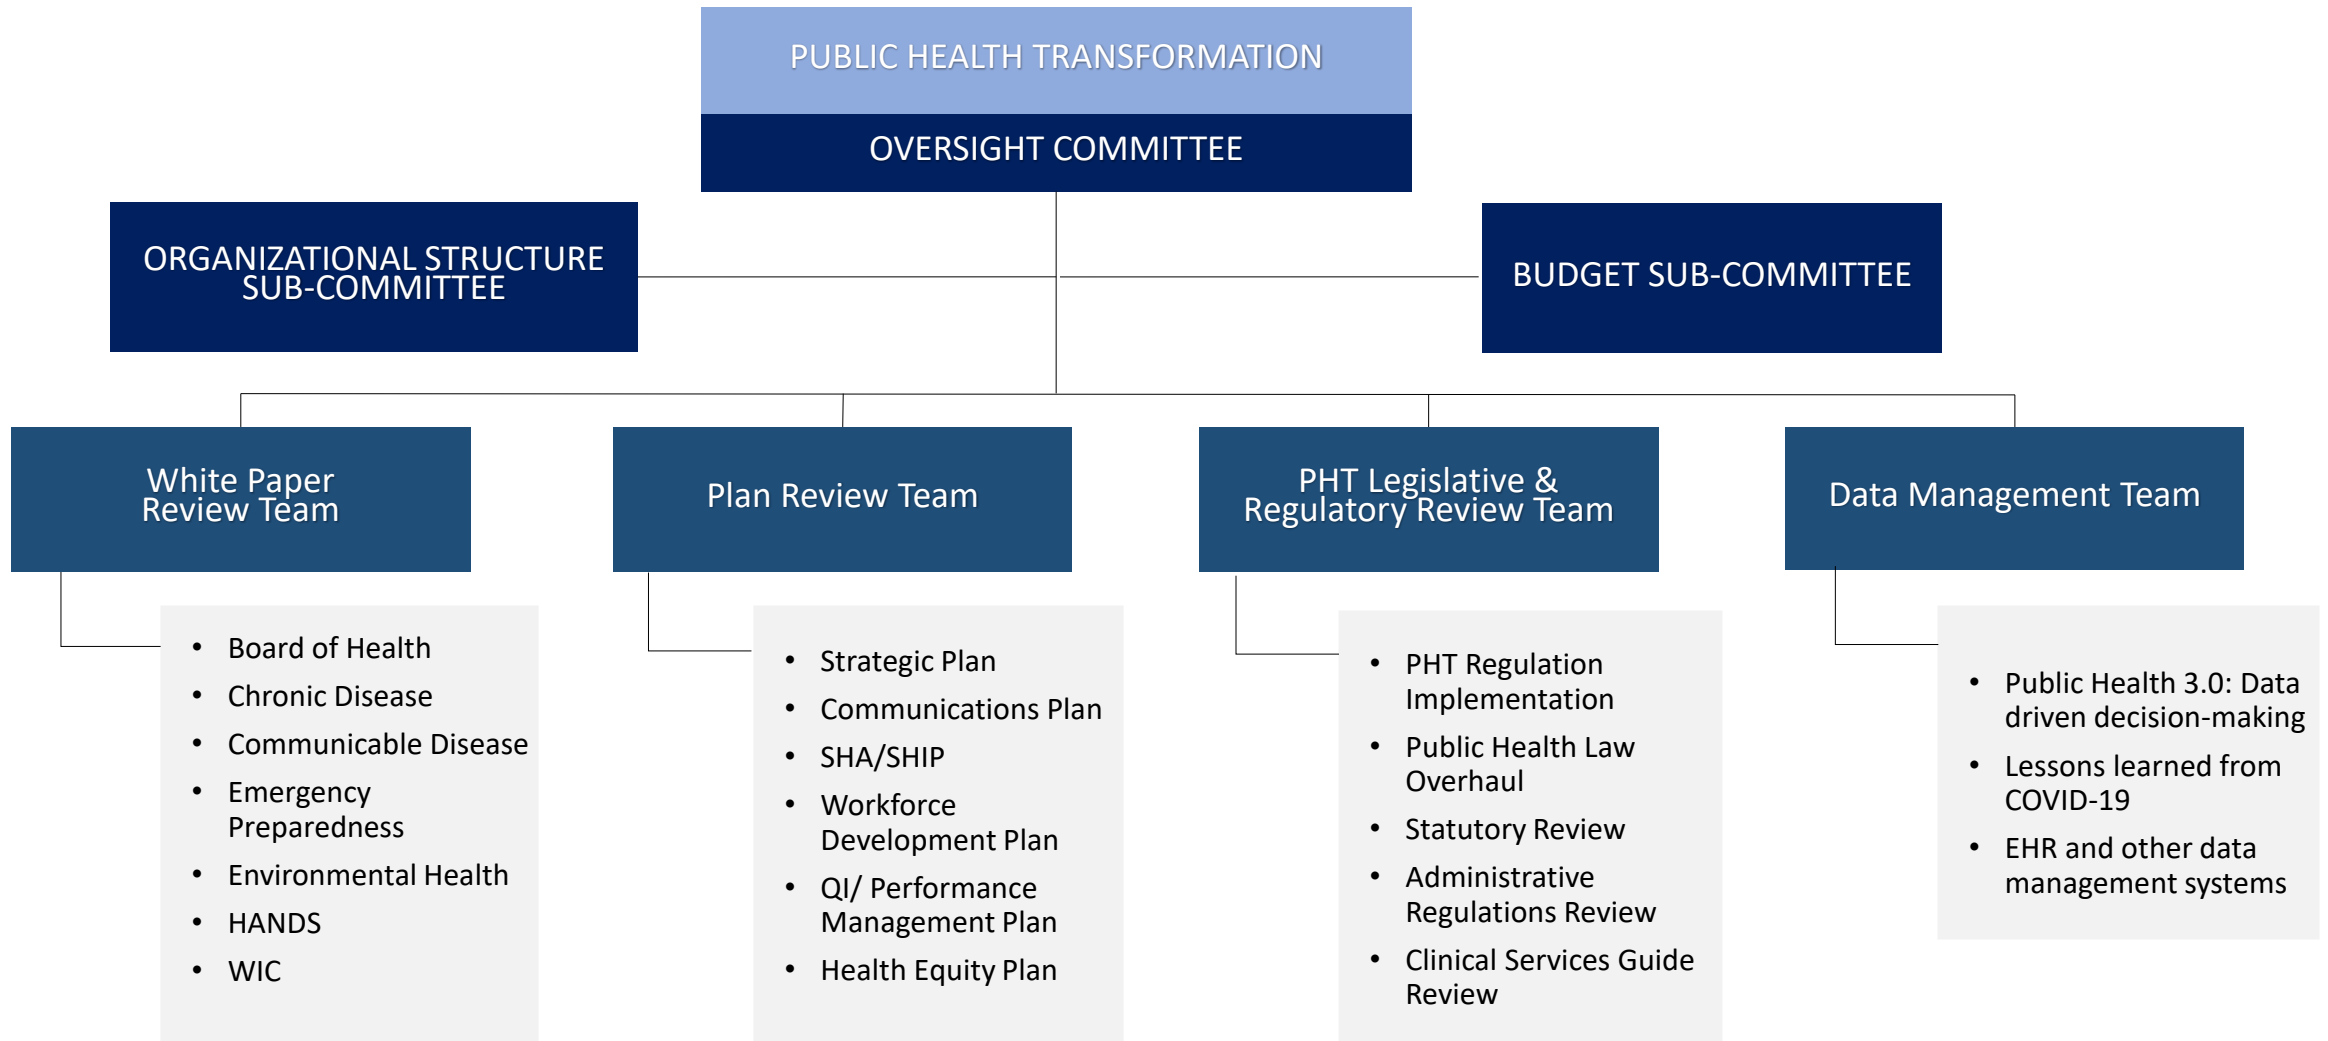 PUBLIC HEALTH TRANSFORMATION
OVERSIGHT COMMITTEE
ORGANIZATIONAL STRUCTURE
SUB-COMMITTEE
BUDGET SUB-COMMITTEE
White Paper
Review Team
• Board of Health
• Chronic Disease
• Communicable Disease
• Emergency
Preparedness
• Environmental Health
• HANDS
• WIC
Plan Review Team
• Strategic Plan
• Communications Plan
• SHA/SHIP
• Workforce
Development Plan
• QI/ Performance
Management Plan
• Health Equity Plan
PHT Legislative &
Regulatory Review Team
• PHT Regulation
Implementation
• Public Health Law
Overhaul
• Statutory Review
• Administrative
Regulations Review
• Clinical Services Guide
Review
Data Management Team
• Public Health 3.0: Data
driven decision-making
• Lessons learned from
COVID-19
• EHR and other data
management systems